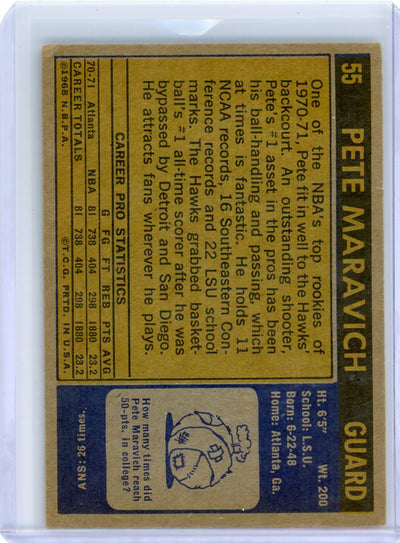 55 PETE MARAVICH GUARD
One of the NBA's top rookies of
1970-71, Pete fit in well to the Hawks'
backcourt. An outstanding shooter,
Pete's #1 asset in the pros has been
his ball-handling and passing, which
at times is fantastic. He holds 11
NCAA records, 16 Southeastern Con-
ference records and 22 LSU school
marks. The Hawks grabbed basket-
ball's #1 all-time scorer after he was
bypassed by Detroit and San Diego.
He attracts fans wherever he plays.
CAREER PRO STATISTICS
G FG FT REB PTS AVG
NBA
70-71 Atlanta 81 738 404 298 1880 23.2
CAREER TOTALS 81 738 404 298 1880 23.2
©1968 N.B.P.A. ©T.C.G. PRTD. IN U.S.A.
Ht. 6'5" Wt. 200
School: L.S.U.
Born: 6-22-48
Home: Atlanta, Ga.
How many times did
Pete Maravich reach
50-pts. in college?
ANS: 26 times.